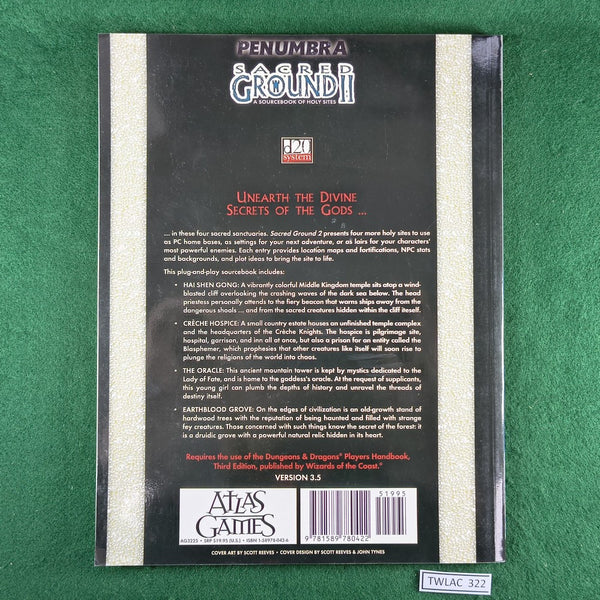 PENUMBRA
SACRED
GROUND II
A SOURCEBOOK OF HOLY SITES
d20
system
UNEARTH THE DIVINE
SECRETS OF THE GODS ...
... in these four sacred sanctuaries. Sacred Ground 2 presents four more holy sites to use
as PC home bases, as settings for your next adventure, or as lairs for your characters'
most powerful enemies. Each entry provides location maps and fortifications, NPC stats
and backgrounds, and plot ideas to bring the site to life.
This plug-and-play sourcebook includes:
• HAI SHEN GONG: A vibrantly colorful Middle Kingdom temple sits atop a wind-
blasted cliff overlooking the crashing waves of the dark sea below. The head
priestess personally attends to the fiery beacon that warns ships away from the
dangerous shoals ... and from the sacred creatures hidden within the cliff itself.
• CRÈCHE HOSPICE: A small country estate houses an unfinished temple complex
and the headquarters of the Crèche Knights. The hospice is pilgrimage site,
hospital, garrison, and inn all at once, but also a prison for an entity called the
Blasphemer, which prophesies that other creatures like itself will soon rise to
plunge the religions of the world into chaos.
• THE ORACLE: This ancient mountain tower is kept by mystics dedicated to the
Lady of Fate, and is home to the goddess's oracle. At the request of supplicants,
this young girl can plumb the depths of history and unravel the threads of
destiny itself.
• EARTHBLOOD GROVE: On the edges of civilization is an old-growth stand of
hardwood trees with the reputation of being haunted and filled with strange
fey creatures. Those concerned with such things know the secret of the forest: it
is a druidic grove with a powerful natural relic hidden in its heart.
Requires the use of the Dungeons & Dragons® Players Handbook,
Third Edition, published by Wizards of the Coast.®
VERSION 3.5
ATLAS
GAMES
AG3225 • SRP $19.95 (U.S.) • ISBN 1-58978-042-6
51995
9 781589 780422
COVER ART BY SCOTT REEVES • COVER DESIGN BY SCOTT REEVES & JOHN TYNES
TWLAC 322